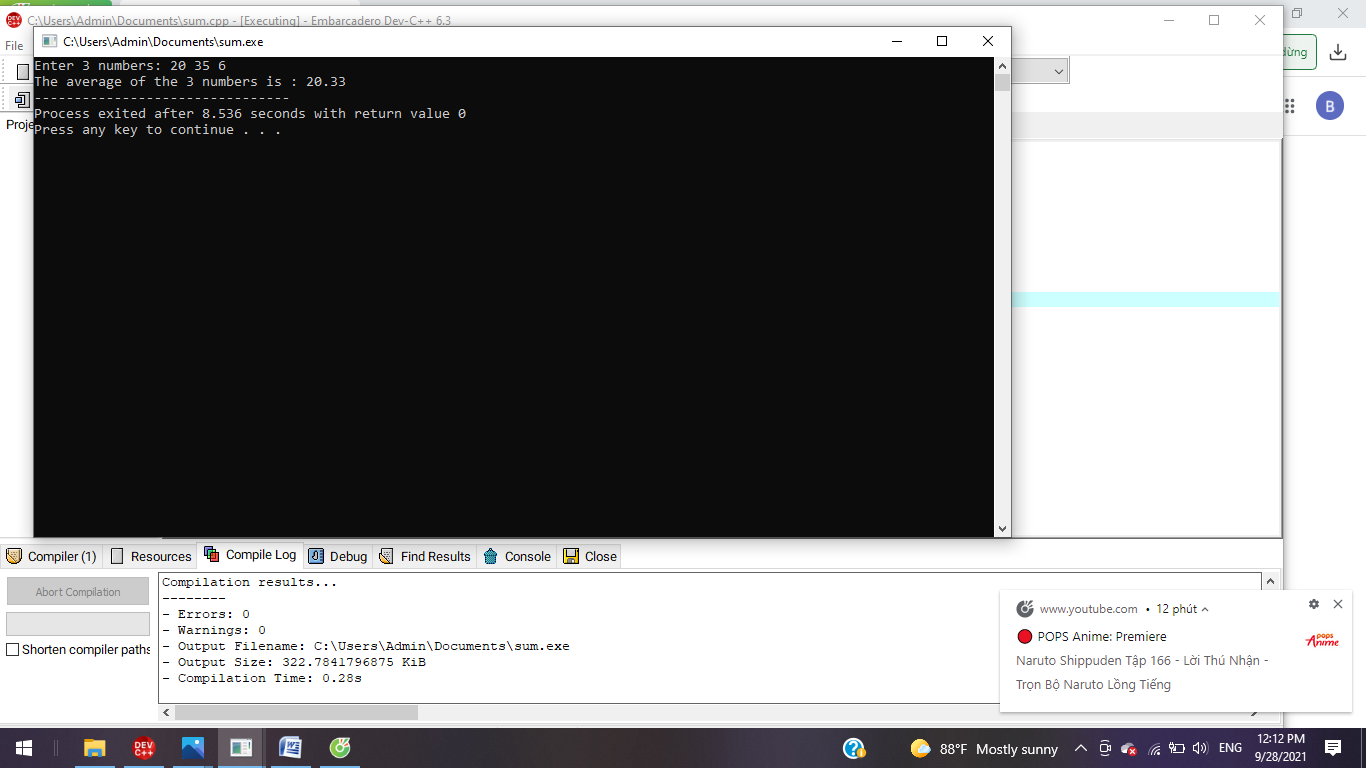 C:\Users\Admin\Documents\sum.cpp - [Executing] - Embarcadero Dev-C++ 6.3
C:\Users\Admin\Documents\sum.exe
File
Enter 3 numbers: 20 35 6
The average of the 3 numbers is : 20.33
--------------------------------
Process exited after 8.536 seconds with return value 0
Press any key to continue . . .
B
Compiler (1)
Resources
Compile Log
Debug
Find Results
Console
Close
Abort Compilation
Shorten compiler paths
Compilation results...
--------
- Errors: 0
- Warnings: 0
- Output Filename: C:\Users\Admin\Documents\sum.exe
- Output Size: 322.7841796875 KiB
- Compilation Time: 0.28s
www.youtube.com • 12 phút
POPS Anime: Premiere
Naruto Shippuden Tập 166 - Lời Thú Nhận -
Trọn Bộ Naruto Lồng Tiếng
pops
Anime
DEV
C++
88°F Mostly sunny
ENG
12:12 PM
9/28/2021